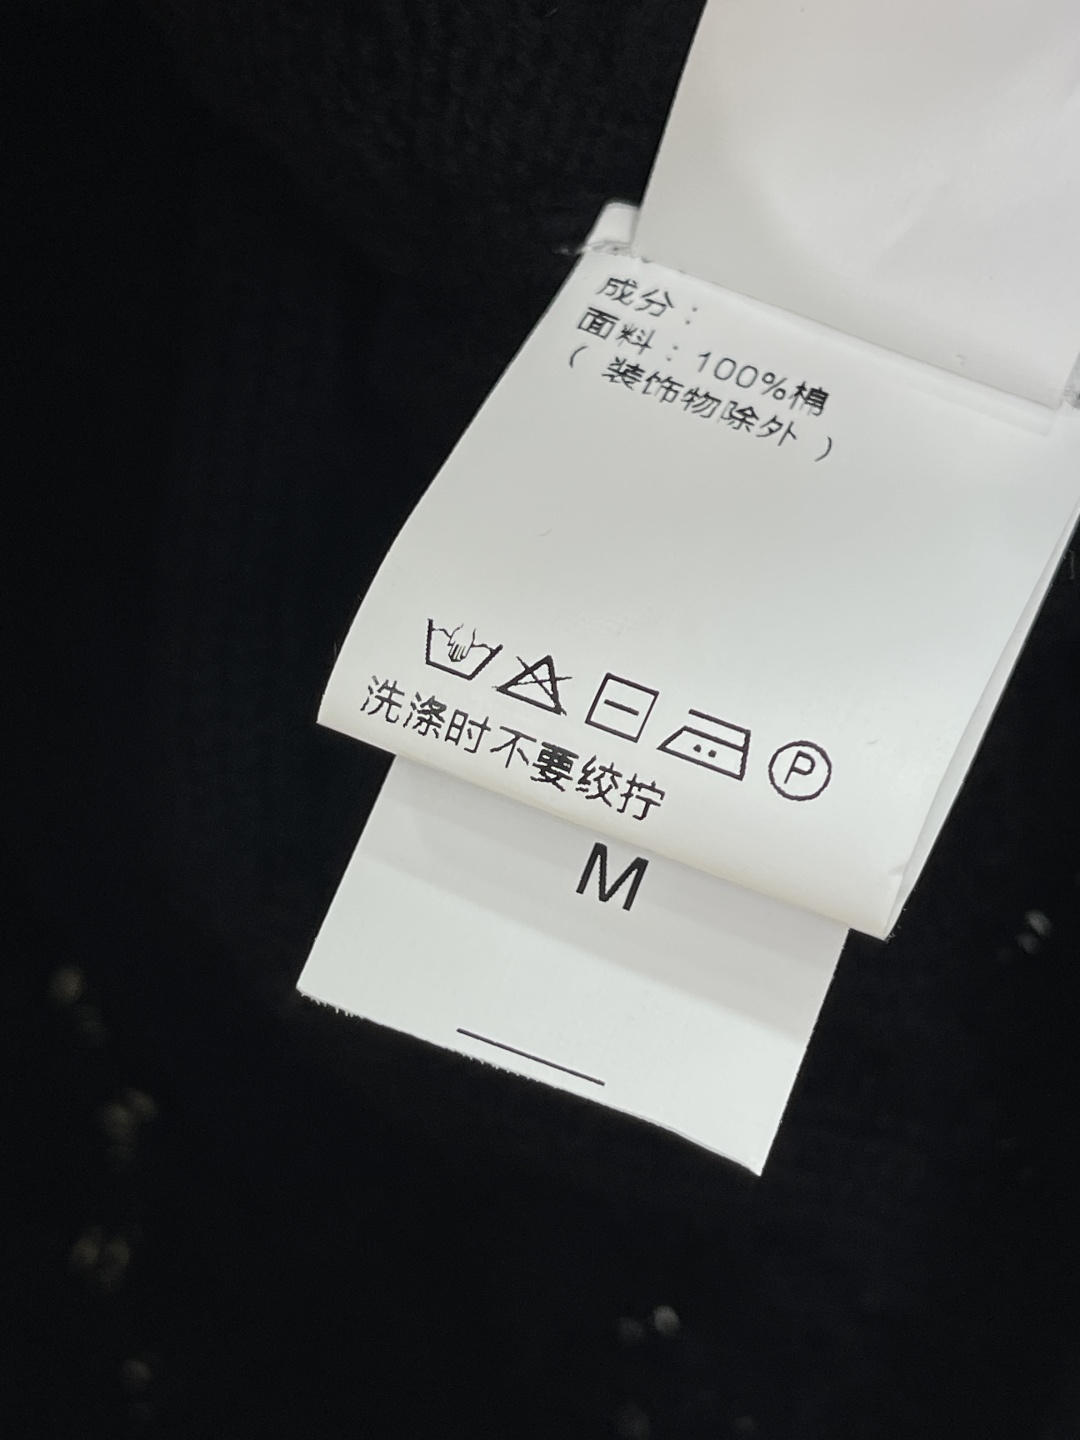 成分：
面料：100%棉
（装饰物除外）
P
洗涤时不要绞拧
M